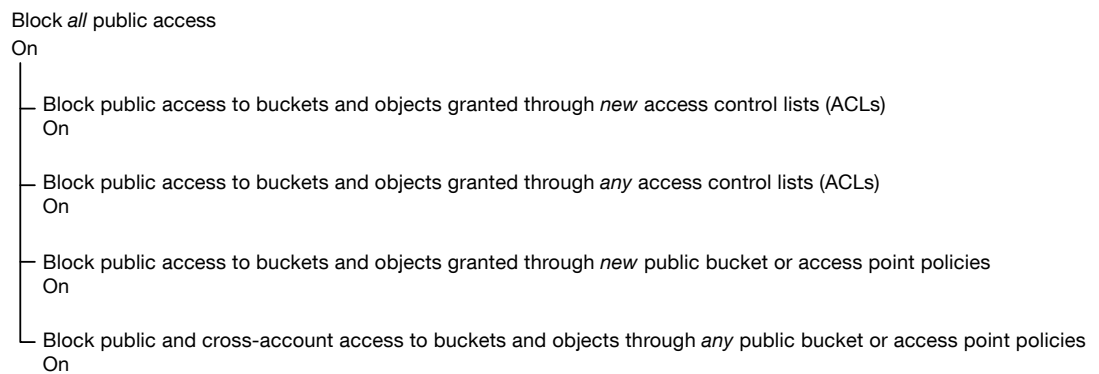 Block all public access
On
Block public access to buckets and objects granted through new access control lists (ACLs)
On
Block public access to buckets and objects granted through any access control lists (ACLs)
On
Block public access to buckets and objects granted through new public bucket or access point policies
On
Block public and cross-account access to buckets and objects through any public bucket or access point policies
On